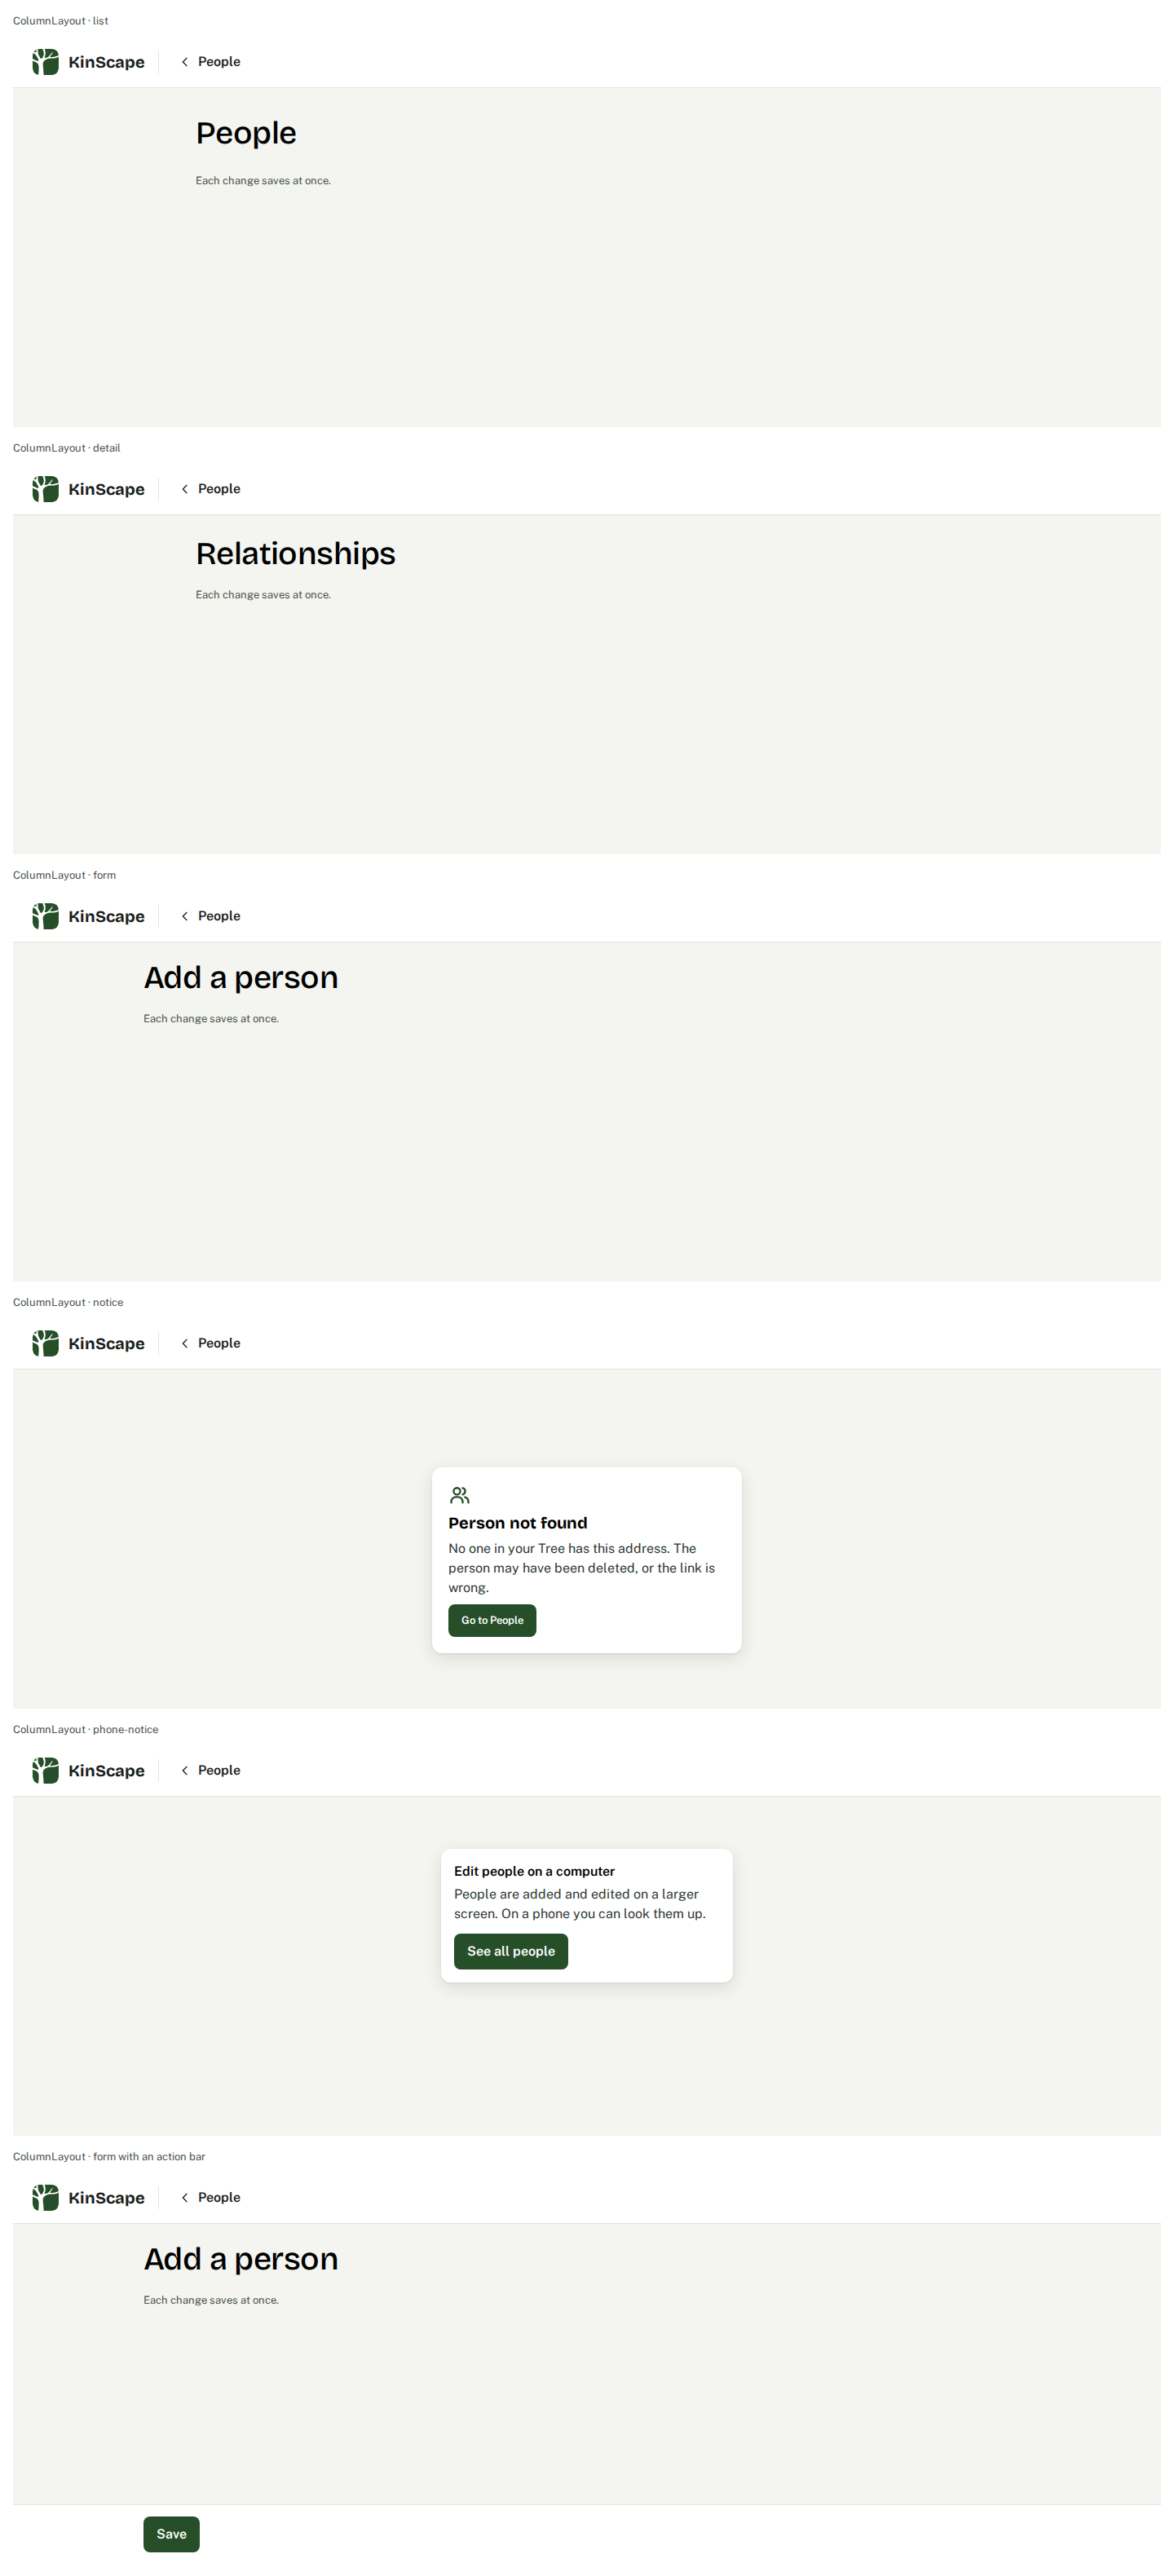 ColumnLayout · list
KinScape
People
People
Each change saves at once.
ColumnLayout · detail
KinScape
People
Relationships
Each change saves at once.
ColumnLayout · form
KinScape
People
Add a person
Each change saves at once.
ColumnLayout · notice
KinScape
People
Person not found
No one in your Tree has this address. The
person may have been deleted, or the link is
wrong.
Go to People
ColumnLayout · phone-notice
KinScape
People
Edit people on a computer
People are added and edited on a larger
screen. On a phone you can look them up.
See all people
ColumnLayout · form with an action bar
KinScape
People
Add a person
Each change saves at once.
Save